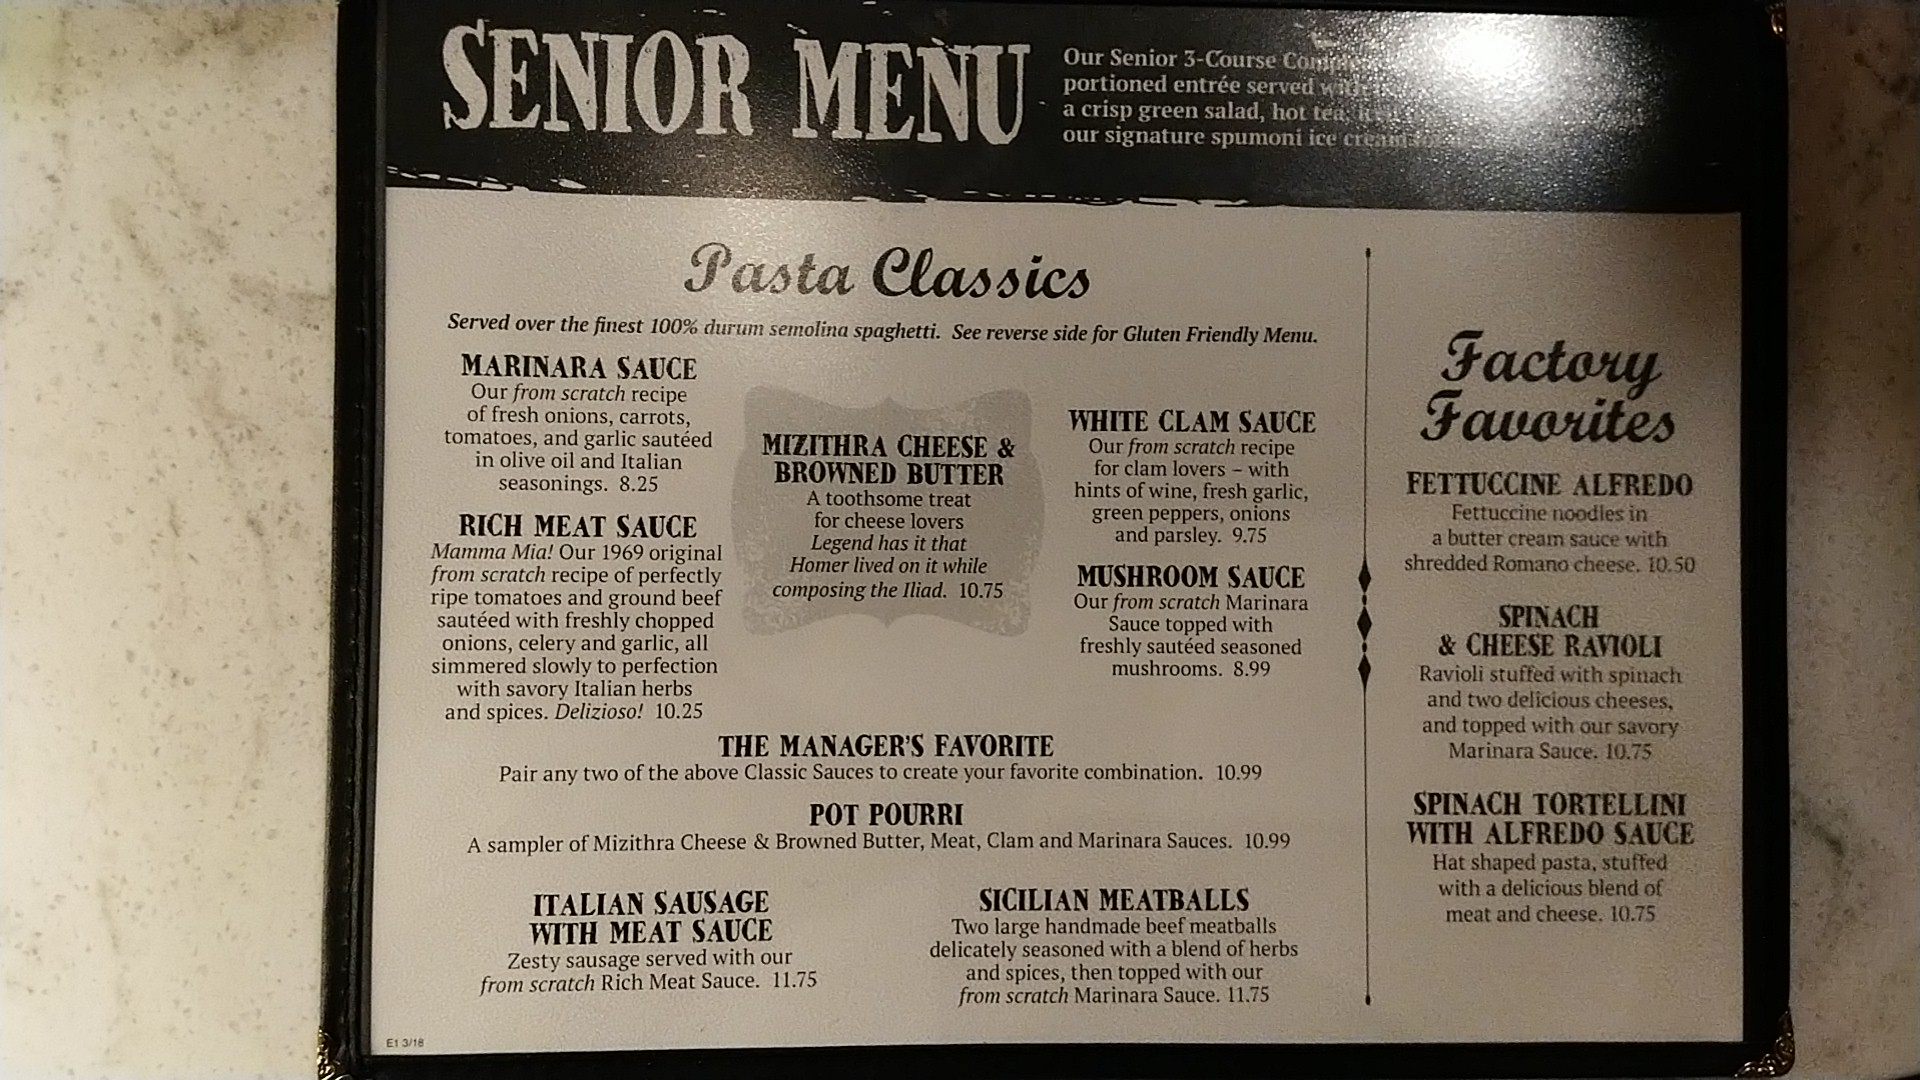 SENIOR MENU
Our Senior 3-Course
portioned entrée served with
a crisp green salad, hot tea,
our signature spumoni ice cream
Pasta Classics
Served over the finest 100% durum semolina spaghetti. See reverse side for Gluten Friendly Menu.
MARINARA SAUCE
Our from scratch recipe
of fresh onions, carrots,
tomatoes, and garlic sautéed
in olive oil and Italian
seasonings. 8.25
RICH MEAT SAUCE
Mamma Mia! Our 1969 original
from scratch recipe of perfectly
ripe tomatoes and ground beef
sautéed with freshly chopped
onions, celery and garlic, all
simmered slowly to perfection
with savory Italian herbs
and spices. Delizioso! 10.25
MIZITHRA CHEESE &
BROWNED BUTTER
A toothsome treat
for cheese lovers
Legend has it that
Homer lived on it while
composing the Iliad. 10.75
WHITE CLAM SAUCE
Our from scratch recipe
for clam lovers – with
hints of wine, fresh garlic,
green peppers, onions
and parsley. 9.75
MUSHROOM SAUCE
Our from scratch Marinara
Sauce topped with
freshly sautéed seasoned
mushrooms. 8.99
THE MANAGER'S FAVORITE
Pair any two of the above Classic Sauces to create your favorite combination. 10.99
POT POURRI
A sampler of Mizithra Cheese & Browned Butter, Meat, Clam and Marinara Sauces. 10.99
ITALIAN SAUSAGE
WITH MEAT SAUCE
Zesty sausage served with our
from scratch Rich Meat Sauce. 11.75
SICILIAN MEATBALLS
Two large handmade beef meatballs
delicately seasoned with a blend of herbs
and spices, then topped with our
from scratch Marinara Sauce. 11.75
Factory
Favorites
FETTUCCINE ALFREDO
Fettuccine noodles in
a butter cream sauce with
shredded Romano cheese. 10.50
SPINACH
& CHEESE RAVIOLI
Ravioli stuffed with spinach
and two delicious cheeses,
and topped with our savory
Marinara Sauce. 10.75
SPINACH TORTELLINI
WITH ALFREDO SAUCE
Hat shaped pasta, stuffed
with a delicious blend of
meat and cheese. 10.75
E1 3/18